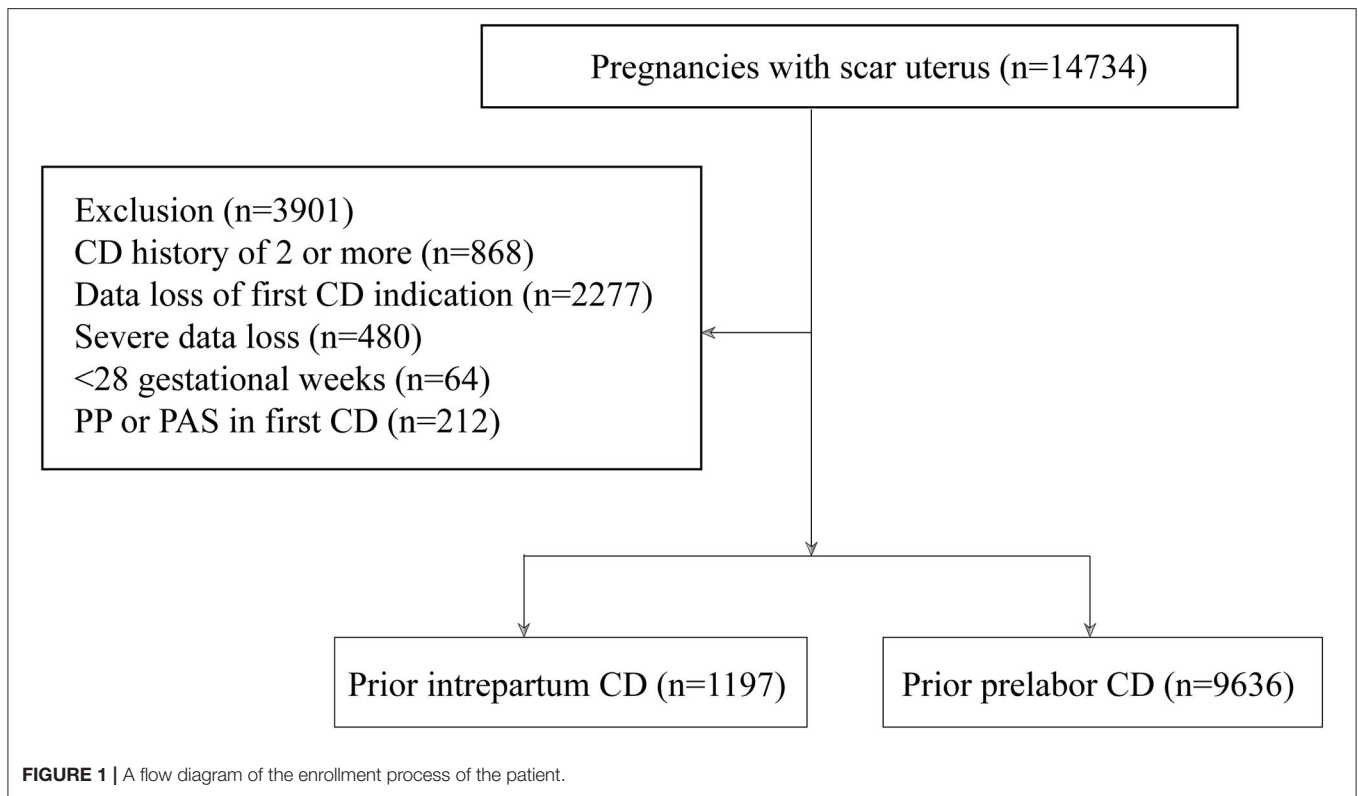 Pregnancies with scar uterus (n=14734)
Exclusion (n=3901)
CD history of 2 or more (n=868)
Data loss of first CD indication (n=2277)
Severe data loss (n=480)
<28 gestational weeks (n=64)
PP or PAS in first CD (n=212)
Prior intrepartum CD (n=1197)
Prior prelabor CD (n=9636)
FIGURE 1 | A flow diagram of the enrollment process of the patient.